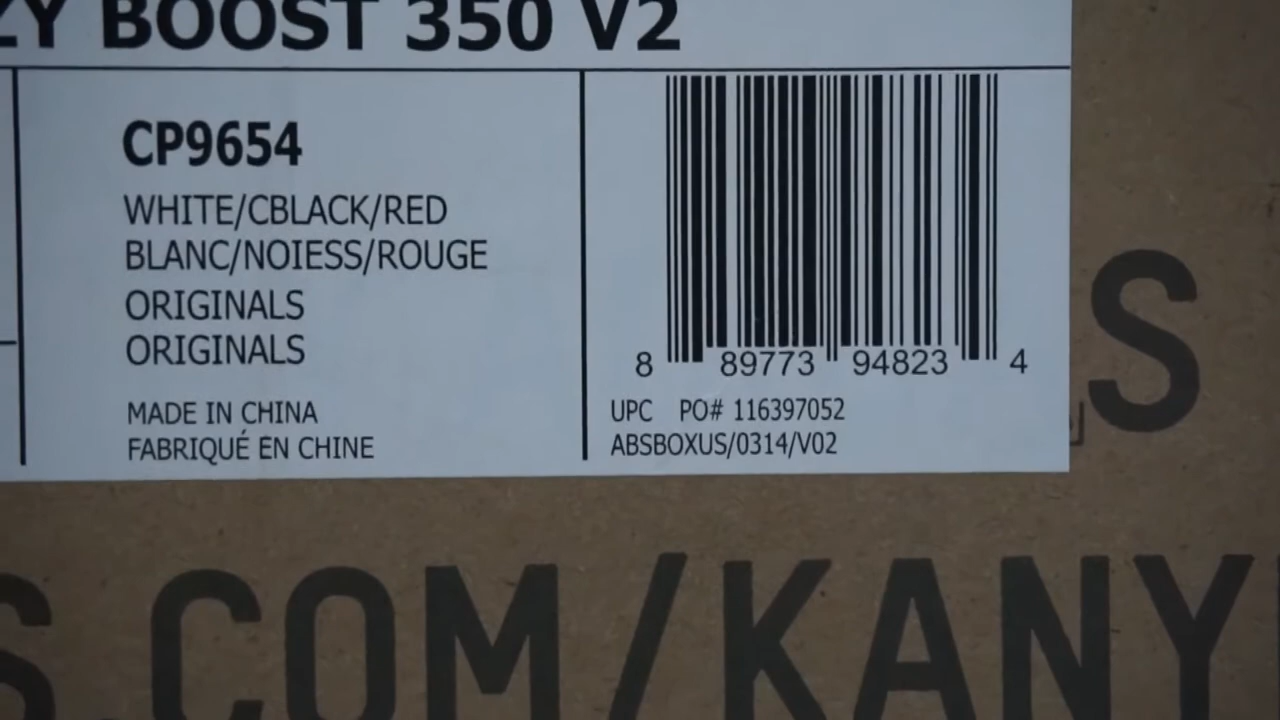 ZY BOOST 350 V2
CP9654
WHITE/CBLACK/RED
BLANC/NOIESS/ROUGE
ORIGINALS
ORIGINALS
MADE IN CHINA
FABRIQUÉ EN CHINE
8 89773 94823 4
UPC PO# 116397052
ABSBOXUS/0314/V02
S
S.COM/KANY